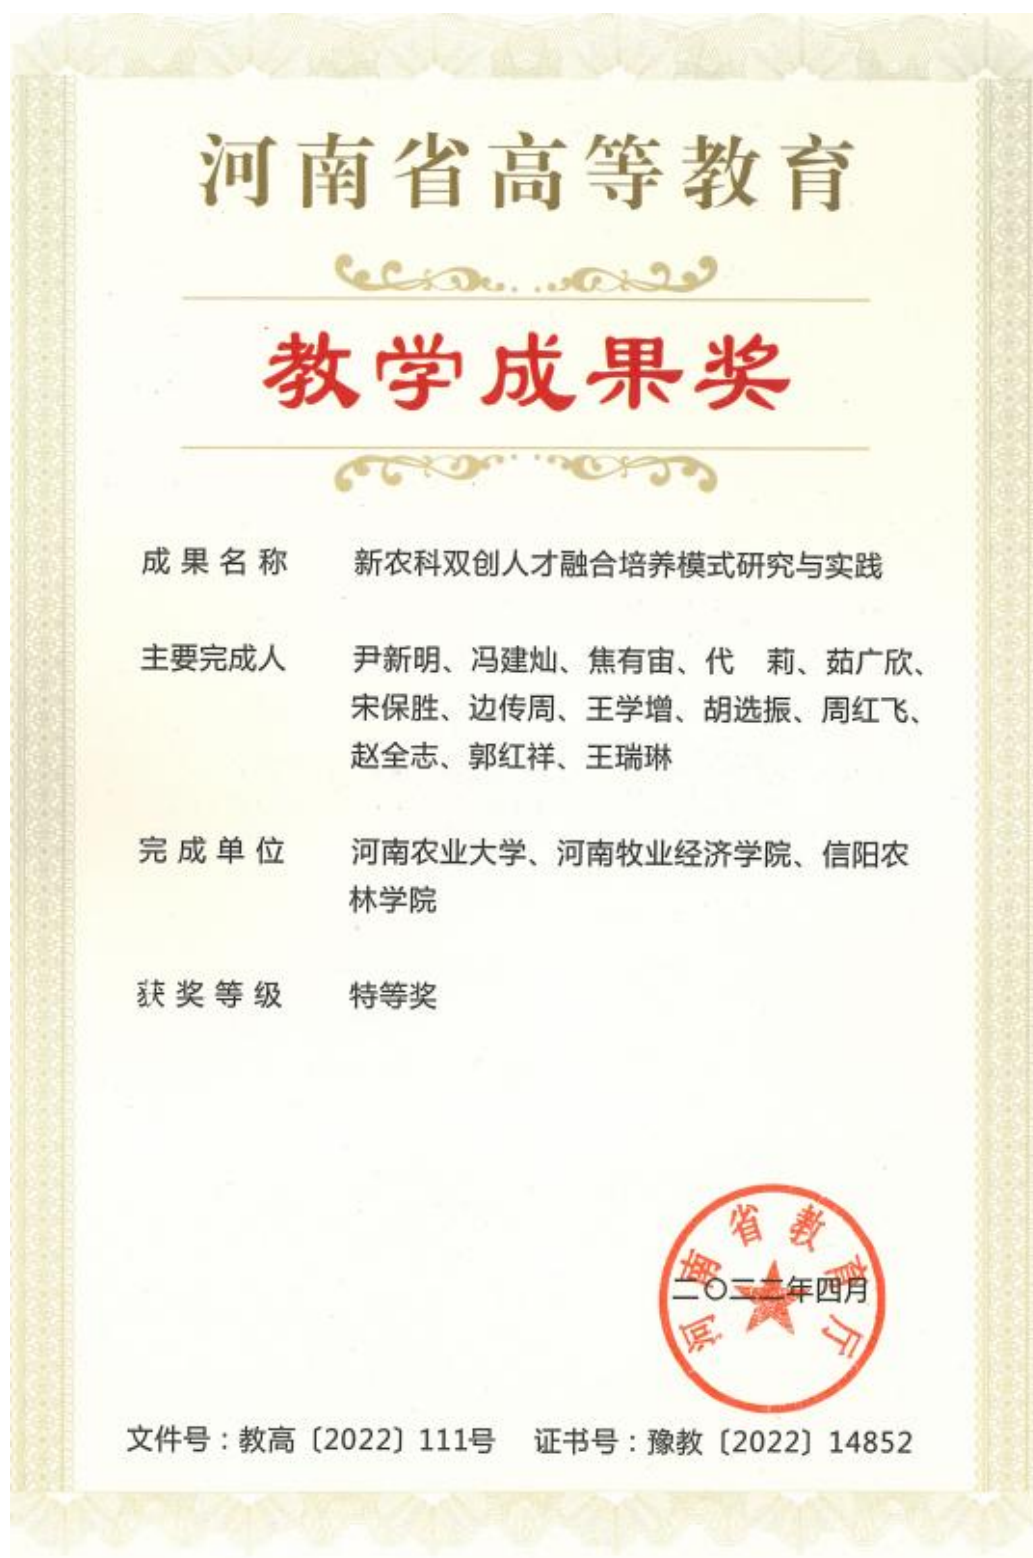 河南省高等教育
教学成果奖
成果名称 新农科双创人才融合培养模式研究与实践
主要完成人 尹新明、冯建灿、焦有宙、代 莉、茹广欣、
宋保胜、边传周、王学增、胡选振、周红飞、
赵全志、郭红祥、王瑞琳
完成单位 河南农业大学、河南牧业经济学院、信阳农
林学院
获奖等级 特等奖
河南省教育厅
二〇二二年四月
文件号：教高〔2022〕111号 证书号：豫教〔2022〕14852